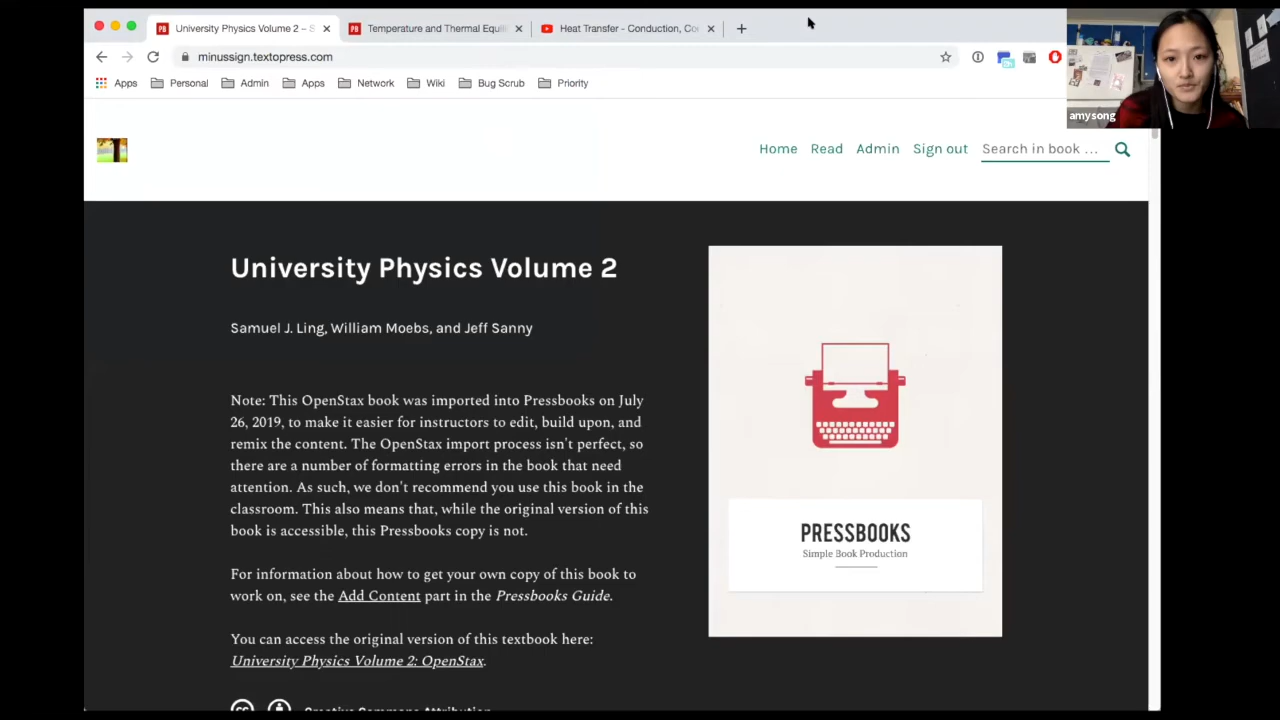 University Physics Volume 2 – S
Temperature and Thermal Equili
Heat Transfer - Conduction, Co
minussign.textopress.com
Apps Personal Admin Apps Network Wiki Bug Scrub Priority
amysong
Home Read Admin Sign out Search in book ...
University Physics Volume 2
Samuel J. Ling, William Moebs, and Jeff Sanny
Note: This OpenStax book was imported into Pressbooks on July
26, 2019, to make it easier for instructors to edit, build upon, and
remix the content. The OpenStax import process isn't perfect, so
there are a number of formatting errors in the book that need
attention. As such, we don't recommend you use this book in the
classroom. This also means that, while the original version of this
book is accessible, this Pressbooks copy is not.
For information about how to get your own copy of this book to
work on, see the Add Content part in the Pressbooks Guide.
You can access the original version of this textbook here:
University Physics Volume 2: OpenStax.
Creative Commons Attribution
PRESSBOOKS
Simple Book Production